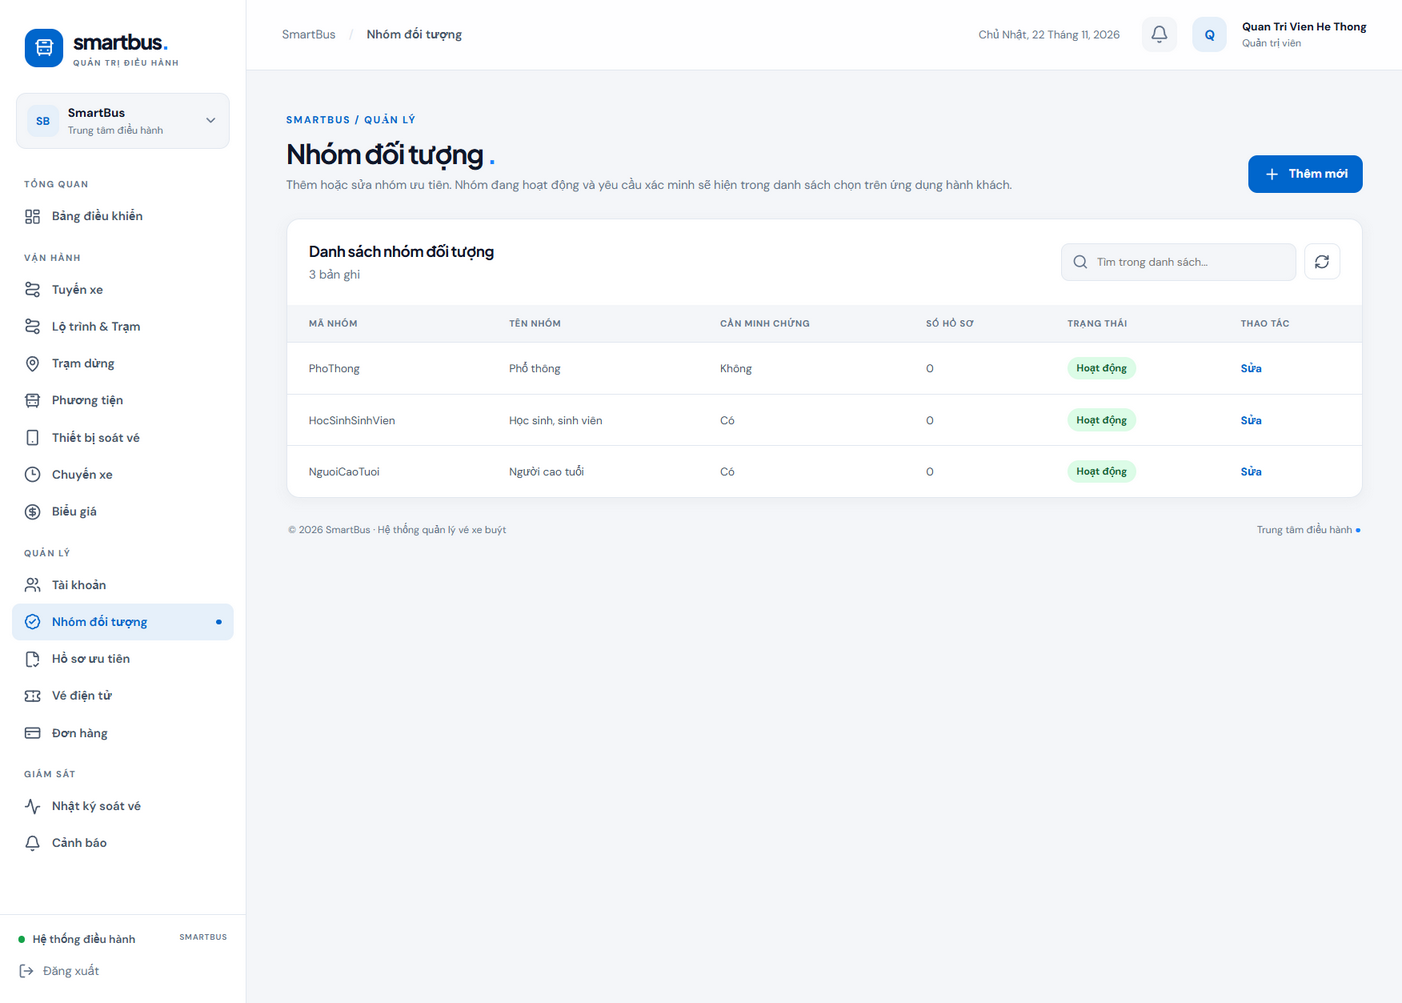 smartbus.
QUẢN TRỊ ĐIỀU HÀNH
SB
SmartBus
Trung tâm điều hành
TỔNG QUAN
Bảng điều khiển
VẬN HÀNH
Tuyến xe
Lộ trình & Trạm
Trạm dừng
Phương tiện
Thiết bị soát vé
Chuyến xe
Biểu giá
QUẢN LÝ
Tài khoản
Nhóm đối tượng
Hồ sơ ưu tiên
Vé điện tử
Đơn hàng
GIÁM SÁT
Nhật ký soát vé
Cảnh báo
Hệ thống điều hành SMARTBUS
Đăng xuất
SmartBus / Nhóm đối tượng
Chủ Nhật, 22 Tháng 11, 2026
Q
Quan Tri Vien He Thong
Quản trị viên
SMARTBUS / QUẢN LÝ
Nhóm đối tượng .
Thêm hoặc sửa nhóm ưu tiên. Nhóm đang hoạt động và yêu cầu xác minh sẽ hiện trong danh sách chọn trên ứng dụng hành khách.
Thêm mới
Danh sách nhóm đối tượng
3 bản ghi
Tìm trong danh sách...
MÃ NHÓM TÊN NHÓM CẦN MINH CHỨNG SỐ HỒ SƠ TRẠNG THÁI THAO TÁC
PhoThong Phổ thông Không 0 Hoạt động Sửa
HocSinhSinhVien Học sinh, sinh viên Có 0 Hoạt động Sửa
NguoiCaoTuoi Người cao tuổi Có 0 Hoạt động Sửa
© 2026 SmartBus · Hệ thống quản lý vé xe buýt
Trung tâm điều hành